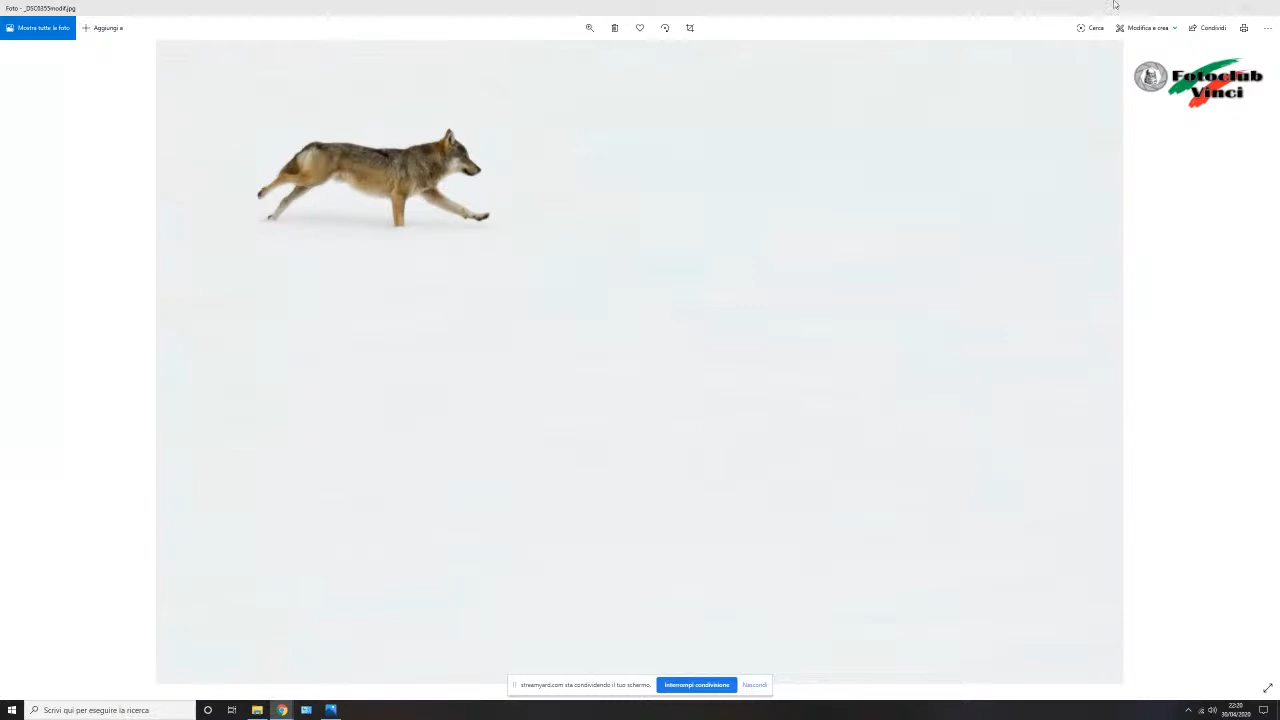 Foto - _DSC6355modif.jpg
Mostra tutte le foto
Aggiungi a
Cerca
Modifica e crea
Condividi
Fotoclub
Vinci
streamyard.com sta condividendo il tuo schermo.
Interrompi condivisione
Nascondi
Scrivi qui per eseguire la ricerca
22:20
30/04/2020